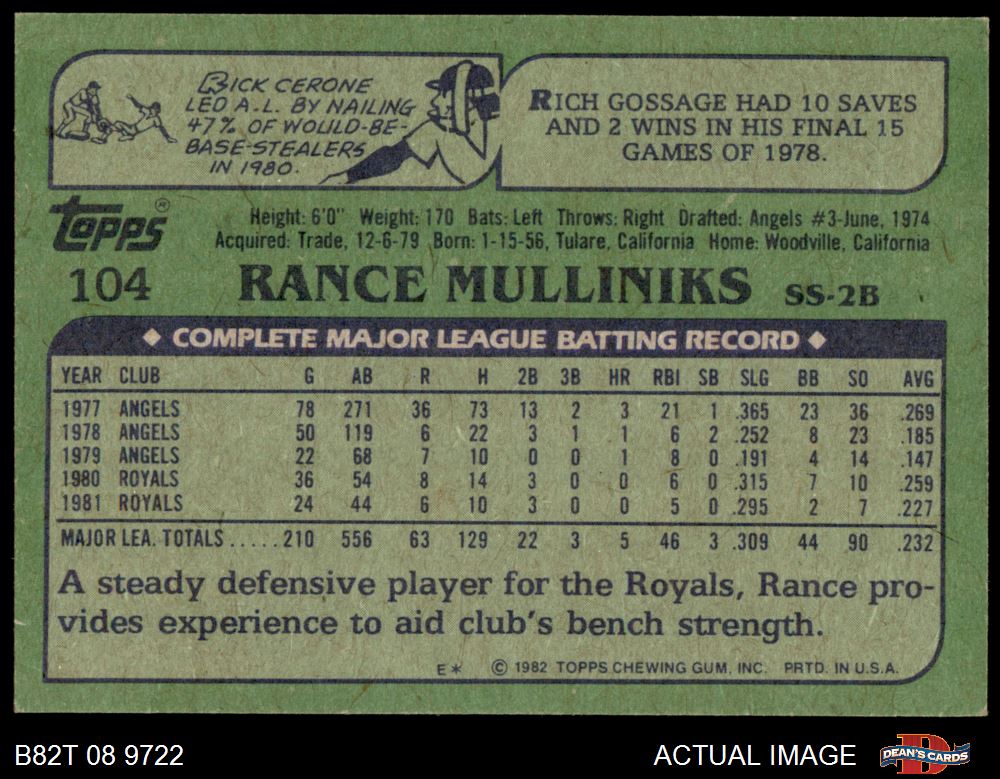 RICK CERONE
LED A.L. BY NAILING
47% OF WOULD-BE-
BASE-STEALERS
IN 1980.
RICH GOSSAGE HAD 10 SAVES
AND 2 WINS IN HIS FINAL 15
GAMES OF 1978.
Topps®
Height: 6'0" Weight: 170 Bats: Left Throws: Right Drafted: Angels #3-June, 1974
Acquired: Trade, 12-6-79 Born: 1-15-56, Tulare, California Home: Woodville, California
104 RANCE MULLINIKS SS-2B
◆ COMPLETE MAJOR LEAGUE BATTING RECORD ◆
YEAR CLUB G AB R H 2B 3B HR RBI SB SLG BB SO AVG
1977 ANGELS 78 271 36 73 13 2 3 21 1 .365 23 36 .269
1978 ANGELS 50 119 6 22 3 1 1 6 2 .252 8 23 .185
1979 ANGELS 22 68 7 10 0 0 1 8 0 .191 4 14 .147
1980 ROYALS 36 54 8 14 3 0 0 6 0 .315 7 10 .259
1981 ROYALS 24 44 6 10 3 0 0 5 0 .295 2 7 .227
MAJOR LEA. TOTALS.....210 556 63 129 22 3 5 46 3 .309 44 90 .232
A steady defensive player for the Royals, Rance pro-
vides experience to aid club's bench strength.
E* © 1982 TOPPS CHEWING GUM, INC. PRTD. IN U.S.A.
B82T 08 9722 ACTUAL IMAGE DEAN'S CARDS